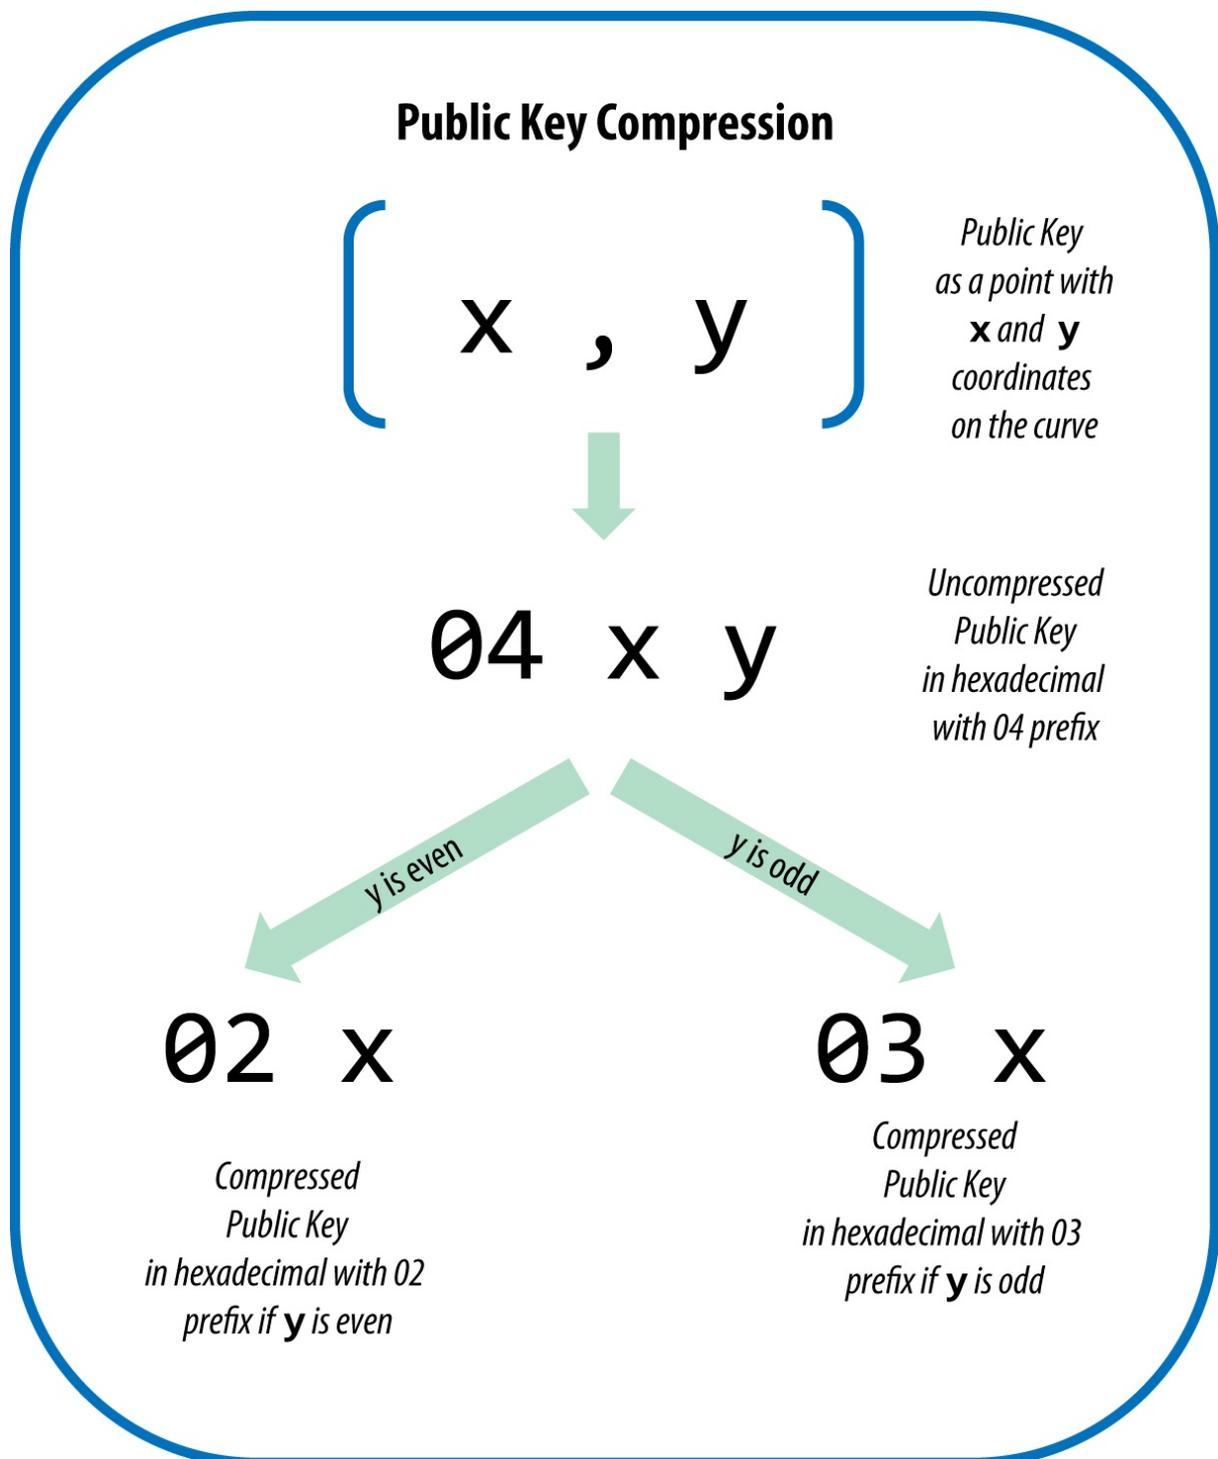 Public Key Compression
x , y
Public Key
as a point with
x and y
coordinates
on the curve
04 x y
Uncompressed
Public Key
in hexadecimal
with 04 prefix
y is even
y is odd
02 x
03 x
Compressed
Public Key
in hexadecimal with 02
prefix if y is even
Compressed
Public Key
in hexadecimal with 03
prefix if y is odd